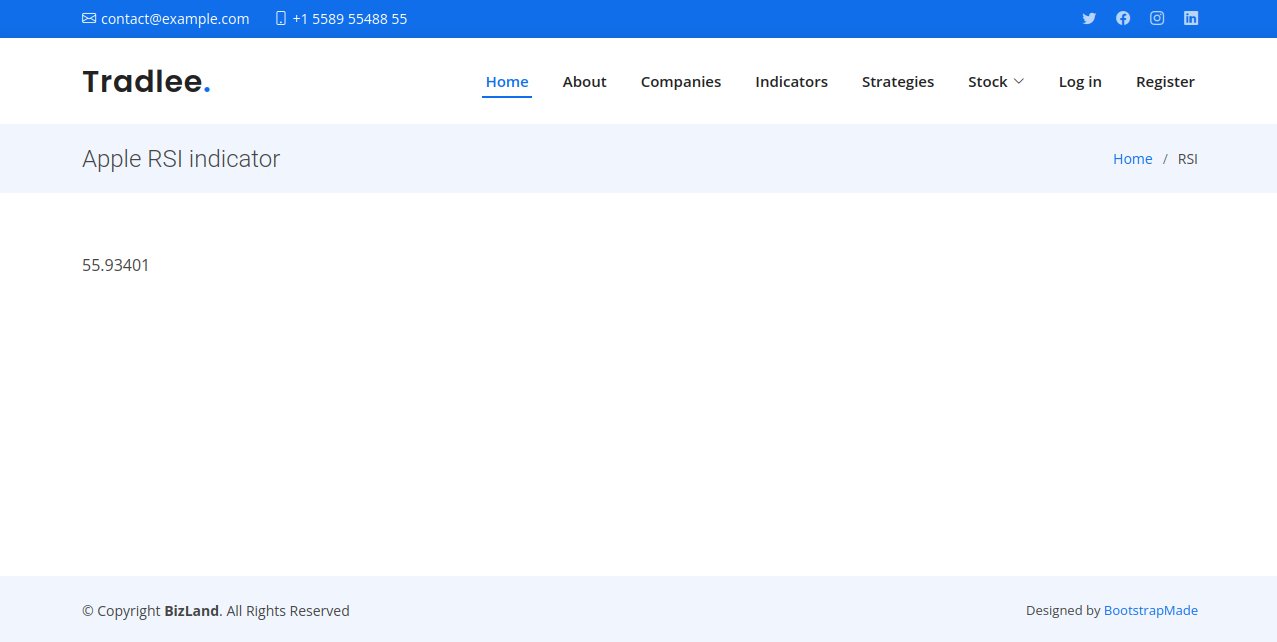 contact@example.com +1 5589 55488 55
Tradlee. Home About Companies Indicators Strategies Stock Log in Register
Apple RSI indicator Home / RSI
55.93401
© Copyright BizLand. All Rights Reserved Designed by BootstrapMade